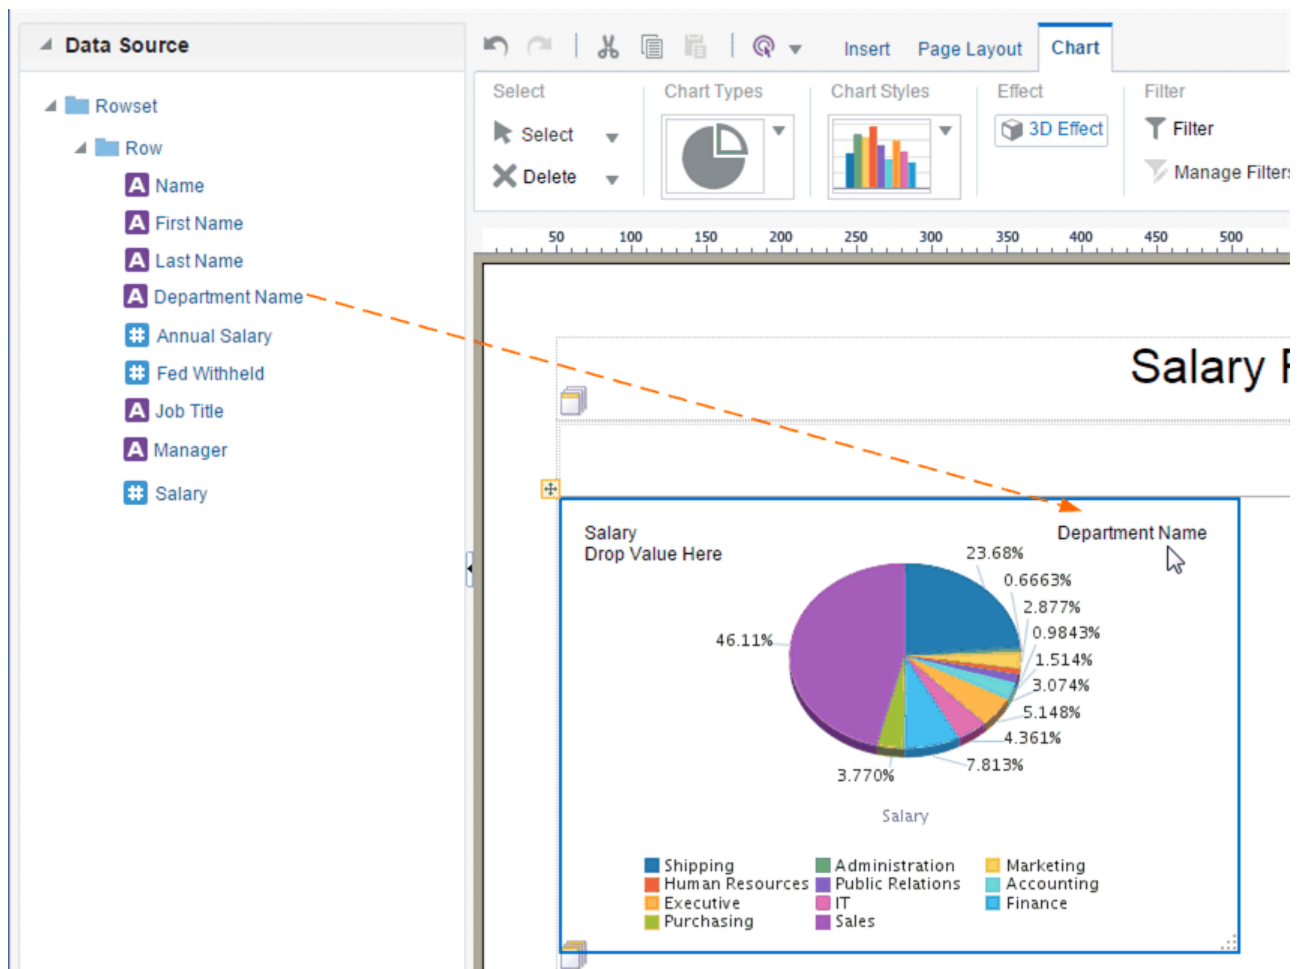 Data Source
Rowset
Row
A Name
A First Name
A Last Name
A Department Name
# Annual Salary
# Fed Withheld
A Job Title
A Manager
# Salary
Insert Page Layout Chart
Select Chart Types Chart Styles Effect Filter
Select 3D Effect Filter
Delete Manage Filters
50 100 150 200 250 300 350 400 450 500
Salary
Salary
Drop Value Here
Department Name
23.68%
0.6663%
2.877%
0.9843%
1.514%
3.074%
5.148%
4.361%
7.813%
3.770%
46.11%
Salary
Shipping Administration Marketing
Human Resources Public Relations Accounting
Executive IT Finance
Purchasing Sales